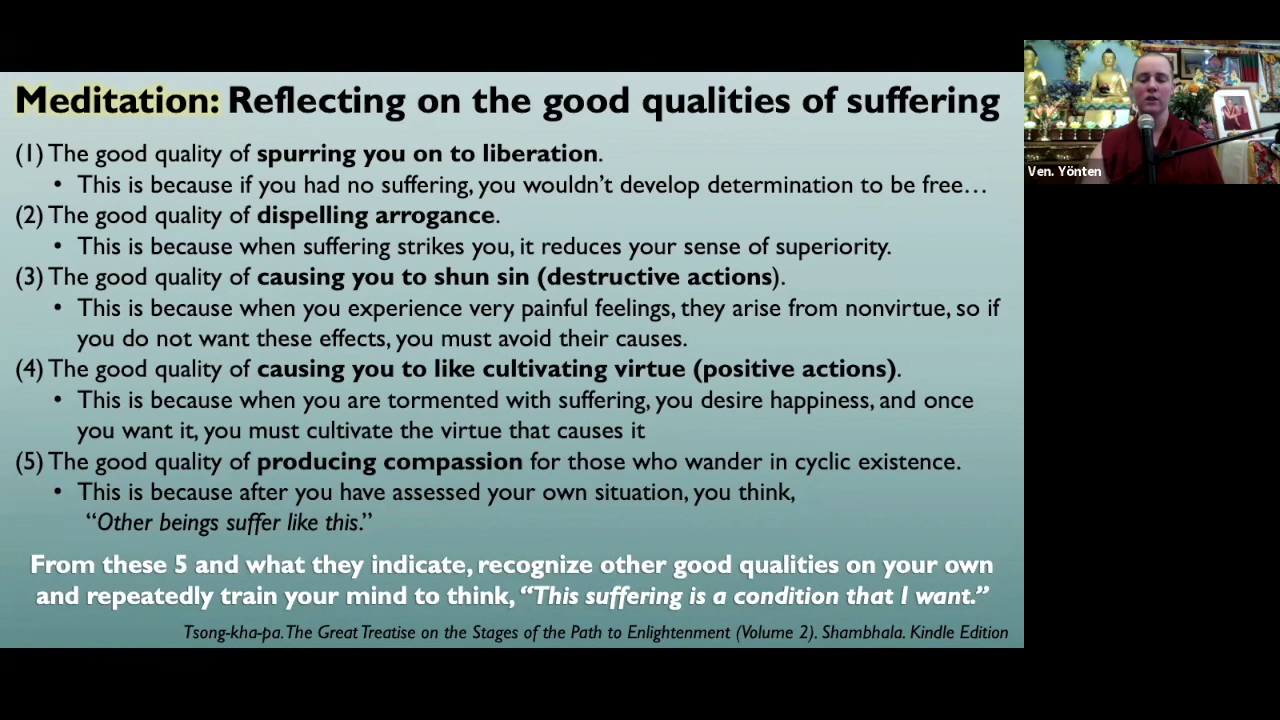 Meditation: Reflecting on the good qualities of suffering
(1) The good quality of spurring you on to liberation.
• This is because if you had no suffering, you wouldn’t develop determination to be free…
(2) The good quality of dispelling arrogance.
• This is because when suffering strikes you, it reduces your sense of superiority.
(3) The good quality of causing you to shun sin (destructive actions).
• This is because when you experience very painful feelings, they arise from nonvirtue, so if
you do not want these effects, you must avoid their causes.
(4) The good quality of causing you to like cultivating virtue (positive actions).
• This is because when you are tormented with suffering, you desire happiness, and once
you want it, you must cultivate the virtue that causes it
(5) The good quality of producing compassion for those who wander in cyclic existence.
• This is because after you have assessed your own situation, you think,
“Other beings suffer like this.”
From these 5 and what they indicate, recognize other good qualities on your own
and repeatedly train your mind to think, “This suffering is a condition that I want.”
Tsong-kha-pa. The Great Treatise on the Stages of the Path to Enlightenment (Volume 2). Shambhala. Kindle Edition
Ven. Yönten